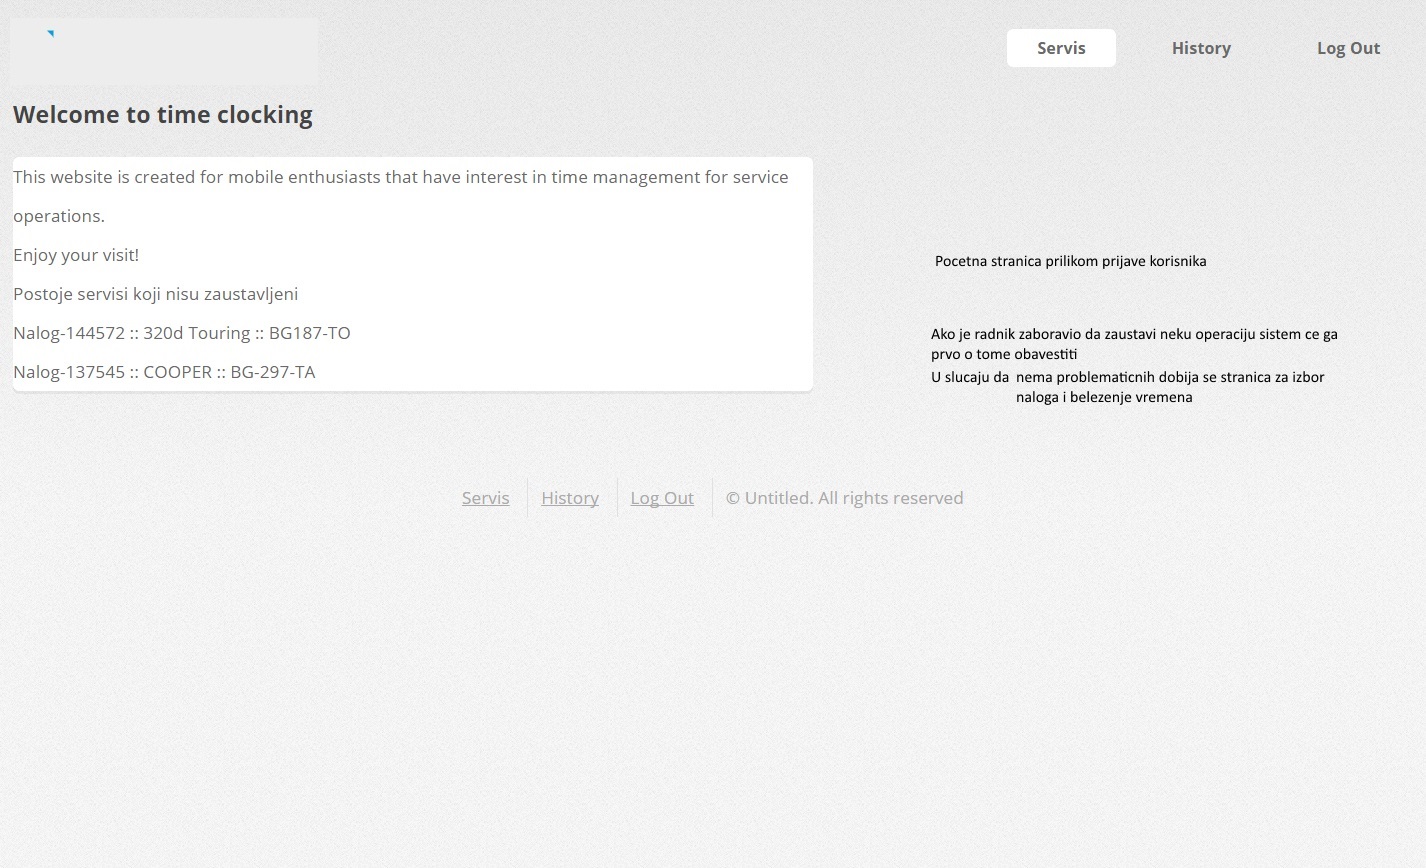 Servis History Log Out
Welcome to time clocking
This website is created for mobile enthusiasts that have interest in time management for service
operations.
Enjoy your visit!
Postoje servisi koji nisu zaustavljeni
Nalog-144572 :: 320d Touring :: BG187-TO
Nalog-137545 :: COOPER :: BG-297-TA
Pocetna stranica prilikom prijave korisnika
Ako je radnik zaboravio da zaustavi neku operaciju sistem ce ga
prvo o tome obavestiti
U slucaju da nema problematicnih dobija se stranica za izbor
naloga i belezenje vremena
Servis History Log Out © Untitled. All rights reserved